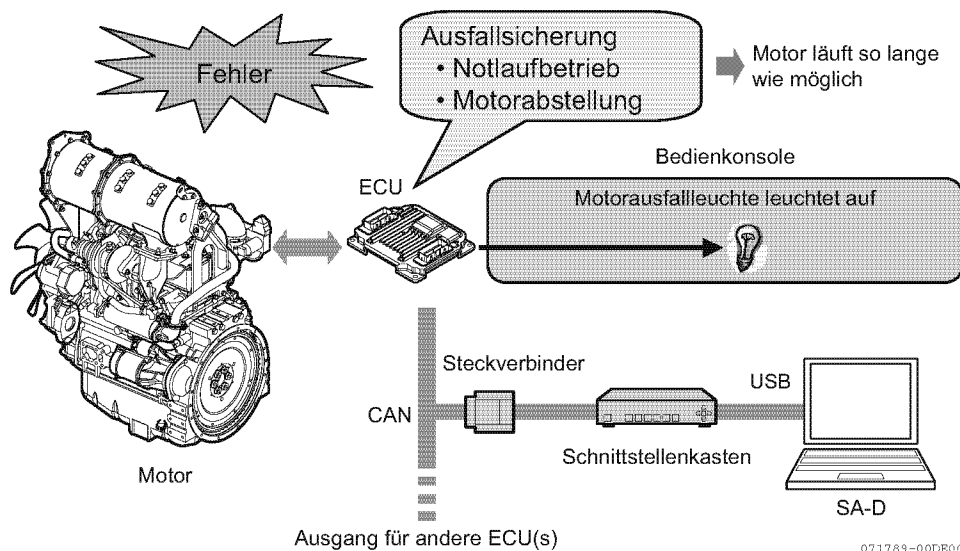 Fehler
Ausfallsicherung
• Notlaufbetrieb
• Motorabstellung
Motor läuft so lange
wie möglich
Bedienkonsole
ECU
Motorausfallleuchte leuchtet auf
Steckverbinder
USB
CAN
Schnittstellenkasten
Motor
SA-D
Ausgang für andere ECU(s)